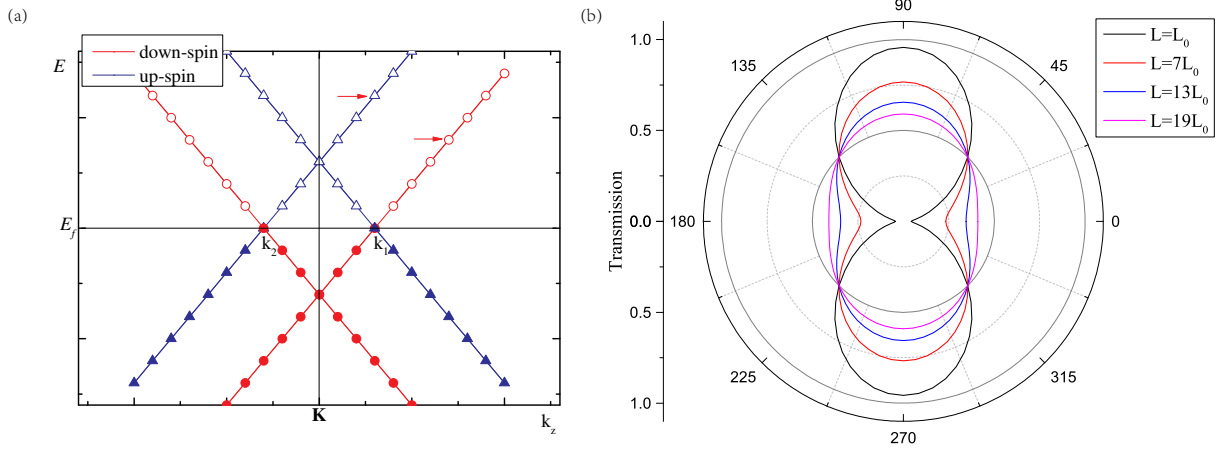 (a)
down-spin
up-spin
E
E_f
k_2
k_1
K
k_z
(b)
90
L=L_0
L=7L_0
L=13L_0
L=19L_0
1.0
0.5
0.0
0.5
1.0
Transmission
135
45
180
0
225
315
270